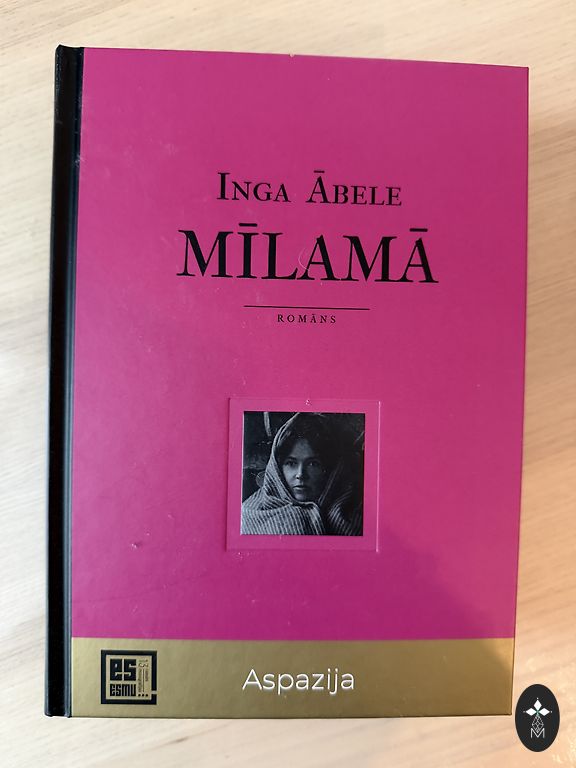 INGA ĀBELE
MĪLAMĀ
ROMĀNS
es
esmu...
Aspazija
M